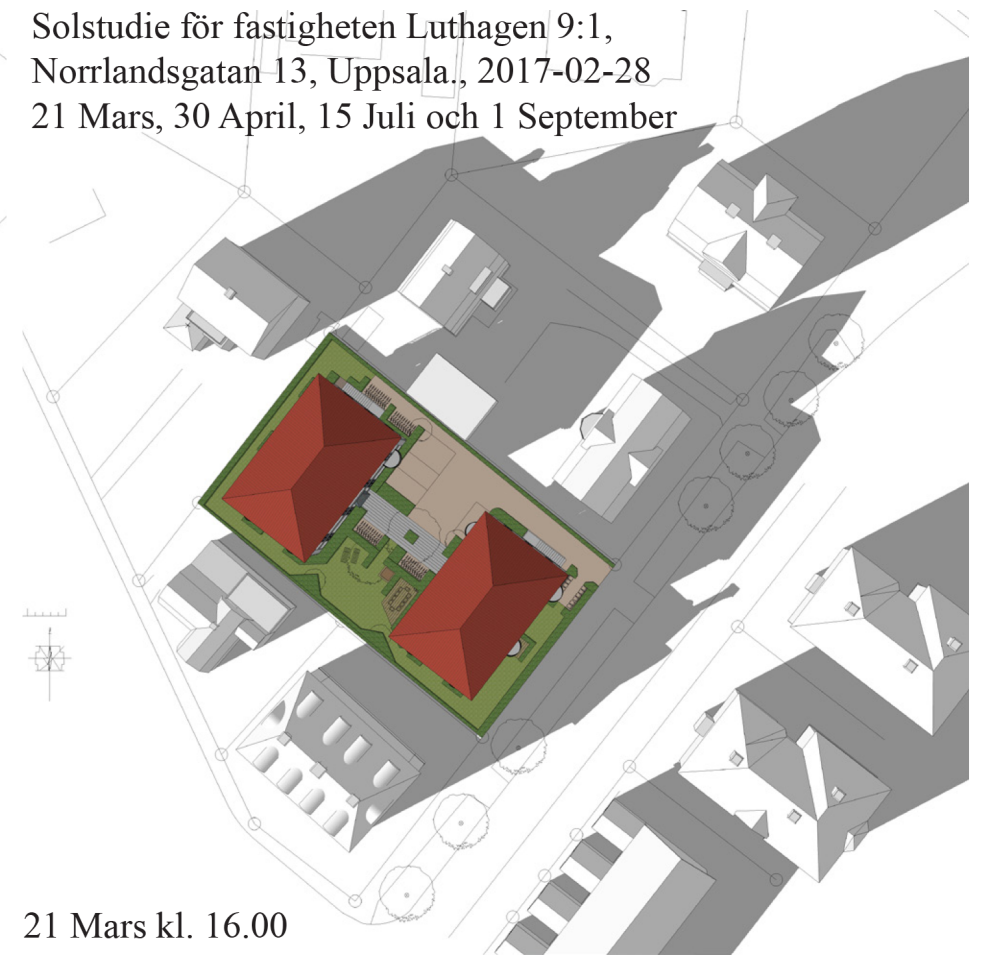 Solstudie för fastigheten Luthagen 9:1,
Norrlandsgatan 13, Uppsala., 2017-02-28
21 Mars, 30 April, 15 Juli och 1 September
21 Mars kl. 16.00